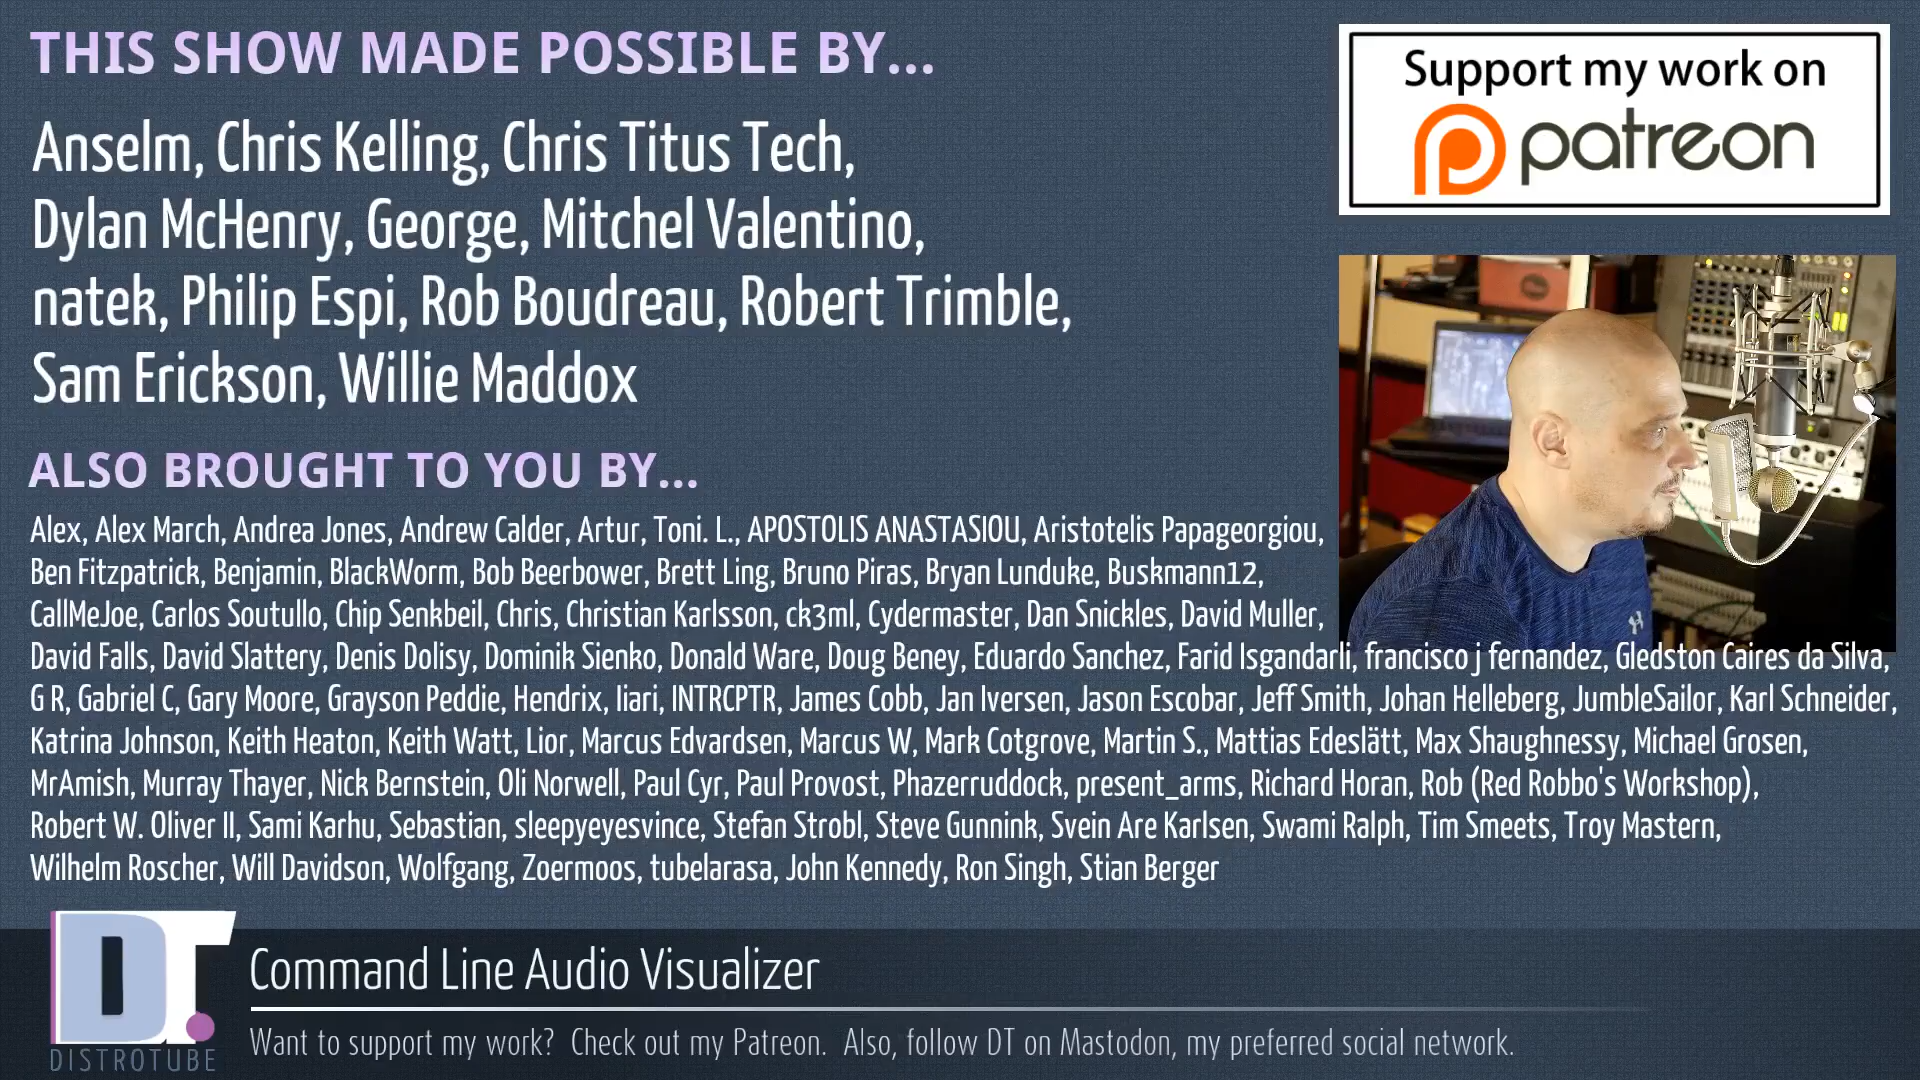 THIS SHOW MADE POSSIBLE BY...
Anselm, Chris Kelling, Chris Titus Tech,
Dylan McHenry, George, Mitchel Valentino,
natek, Philip Espi, Rob Boudreau, Robert Trimble,
Sam Erickson, Willie Maddox
Support my work on
patreon
ALSO BROUGHT TO YOU BY...
Alex, Alex March, Andrea Jones, Andrew Calder, Artur, Toni. L., APOSTOLIS ANASTASIOU, Aristotelis Papageorgiou,
Ben Fitzpatrick, Benjamin, BlackWorm, Bob Beerbower, Brett Ling, Bruno Piras, Bryan Lunduke, Buskmann12,
CallMeJoe, Carlos Soutullo, Chip Senkbeil, Chris, Christian Karlsson, ck3ml, Cydermaster, Dan Snickles, David Muller,
David Falls, David Slattery, Denis Dolisy, Dominik Sienko, Donald Ware, Doug Beney, Eduardo Sanchez, Farid Isgandarli, francisco j fernandez, Gledston Caires da Silva,
G R, Gabriel C, Gary Moore, Grayson Peddie, Hendrix, Iiari, INTRCPTR, James Cobb, Jan Iversen, Jason Escobar, Jeff Smith, Johan Helleberg, JumbleSailor, Karl Schneider,
Katrina Johnson, Keith Heaton, Keith Watt, Lior, Marcus Edvardsen, Marcus W, Mark Cotgrove, Martin S., Mattias Edeslätt, Max Shaughnessy, Michael Grosen,
MrAmish, Murray Thayer, Nick Bernstein, Oli Norwell, Paul Cyr, Paul Provost, Phazerruddock, present_arms, Richard Horan, Rob (Red Robbo's Workshop),
Robert W. Oliver II, Sami Karhu, Sebastian, sleepyeyesvince, Stefan Strobl, Steve Gunnink, Svein Are Karlsen, Swami Ralph, Tim Smeets, Troy Mastern,
Wilhelm Roscher, Will Davidson, Wolfgang, Zoermoos, tubelarasa, John Kennedy, Ron Singh, Stian Berger
DT
DISTROTUBE
Command Line Audio Visualizer
Want to support my work? Check out my Patreon. Also, follow DT on Mastodon, my preferred social network.